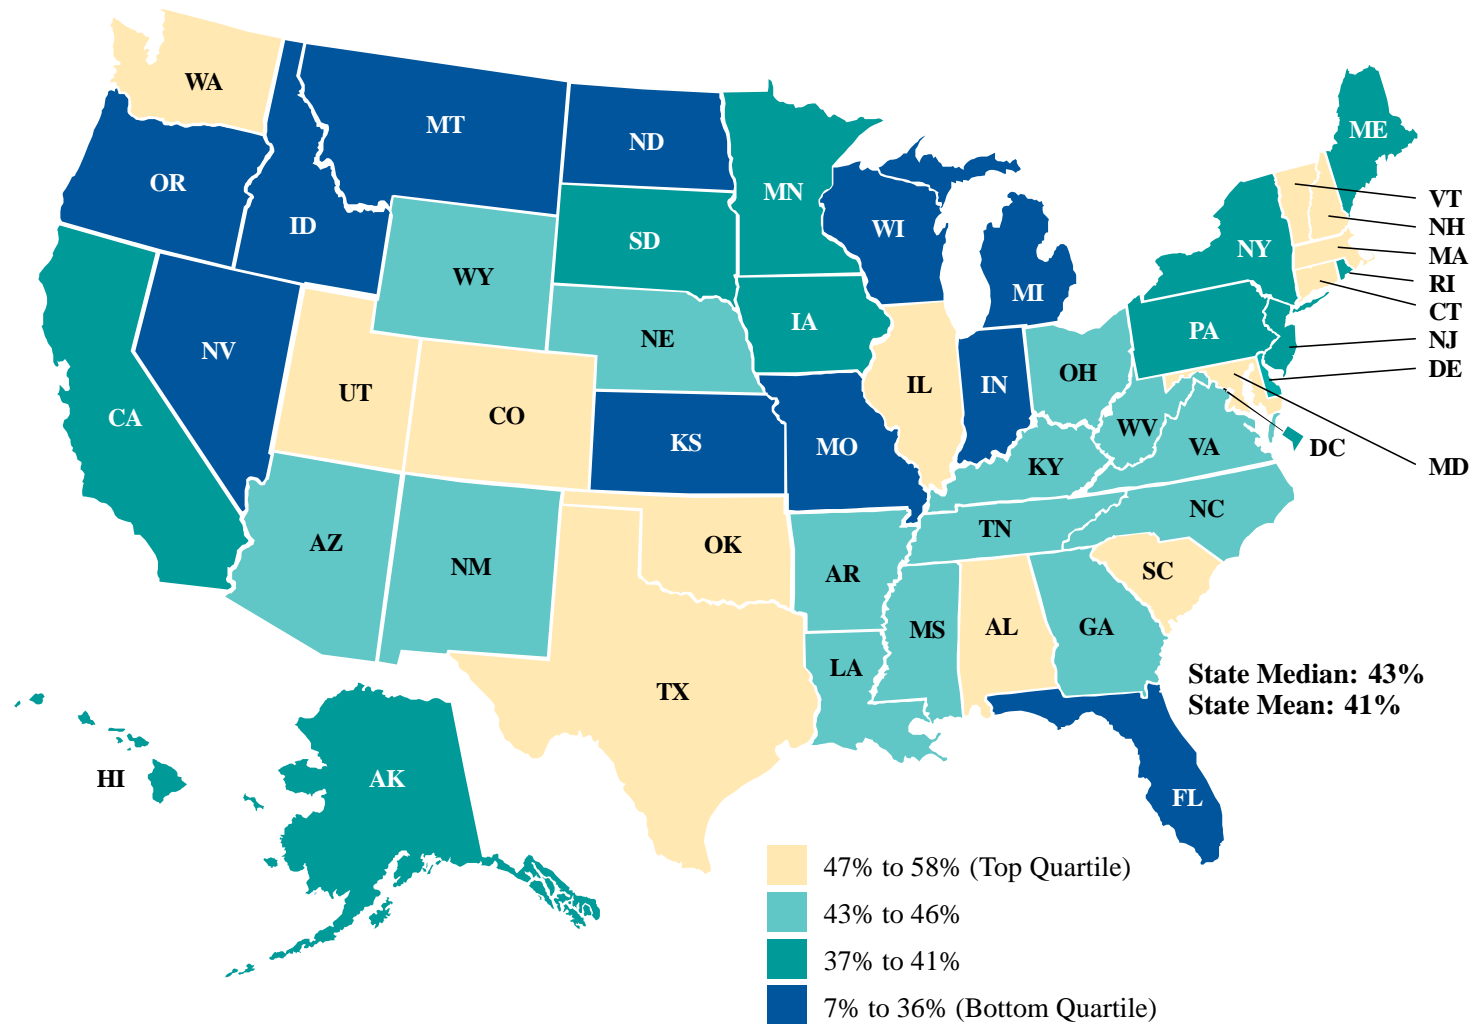 WA
MT
ND
ME
OR
ID
MN
WI
VT
NH
MA
RI
CT
NJ
DE
SD
NY
WY
MI
NV
NE
IA
PA
UT
CO
IL
IN
OH
CA
KS
MO
WV
VA
DC
MD
KY
AZ
NM
OK
TN
NC
AR
SC
MS
AL
GA
LA
TX
State Median: 43%
State Mean: 41%
HI
AK
FL
47% to 58% (Top Quartile)
43% to 46%
37% to 41%
7% to 36% (Bottom Quartile)